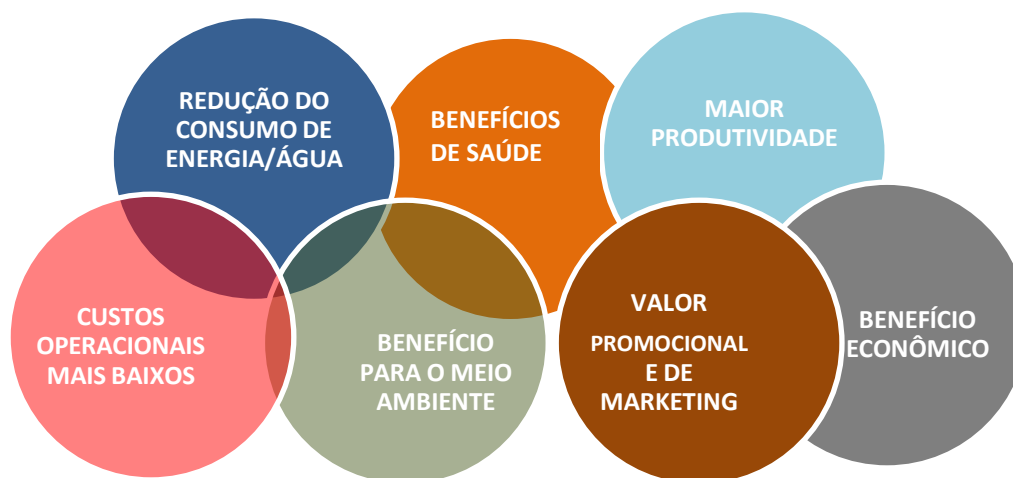 REDUÇÃO DO
CONSUMO DE
ENERGIA/ÁGUA
BENEFÍCIOS
DE SAÚDE
MAIOR
PRODUTIVIDADE
CUSTOS
OPERACIONAIS
MAIS BAIXOS
BENEFÍCIO
PARA O MEIO
AMBIENTE
VALOR
PROMOCIONAL
E DE
MARKETING
BENEFÍCIO
ECONÔMICO